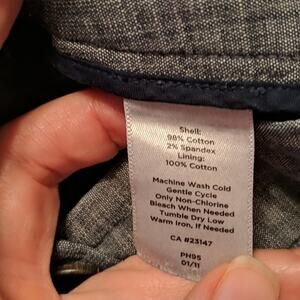 Shell:
98% Cotton
2% Spandex
Lining:
100% Cotton
Machine Wash Cold
Gentle Cycle
Only Non-Chlorine
Bleach When Needed
Tumble Dry Low
Warm Iron, If Needed
CA #23147
PH95
01/11